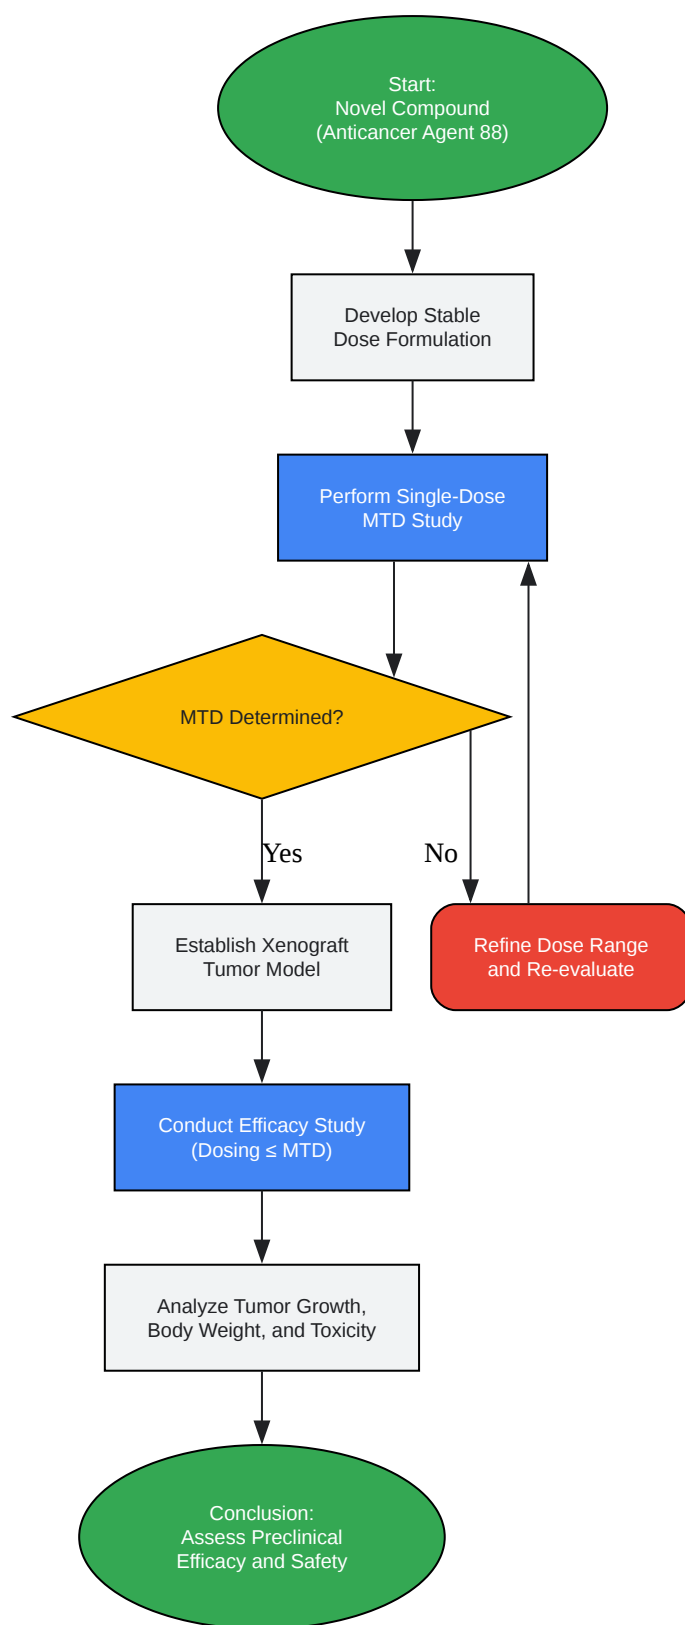 Start:
Novel Compound
(Anticancer Agent 88)
Develop Stable
Dose Formulation
Perform Single-Dose
MTD Study
MTD Determined?
Yes
No
Establish Xenograft
Tumor Model
Refine Dose Range
and Re-evaluate
Conduct Efficacy Study
(Dosing ≤ MTD)
Analyze Tumor Growth,
Body Weight, and Toxicity
Conclusion:
Assess Preclinical
Efficacy and Safety